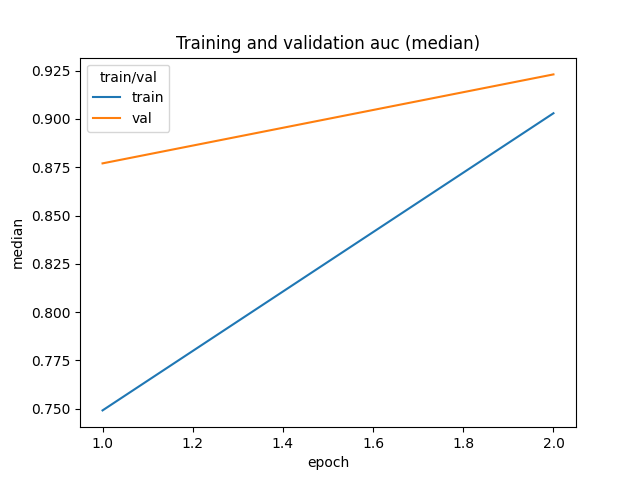 Training and validation auc (median)
train/val
train
val
0.925
0.900
0.875
0.850
0.825
0.800
0.775
0.750
median
1.0 1.2 1.4 1.6 1.8 2.0
epoch